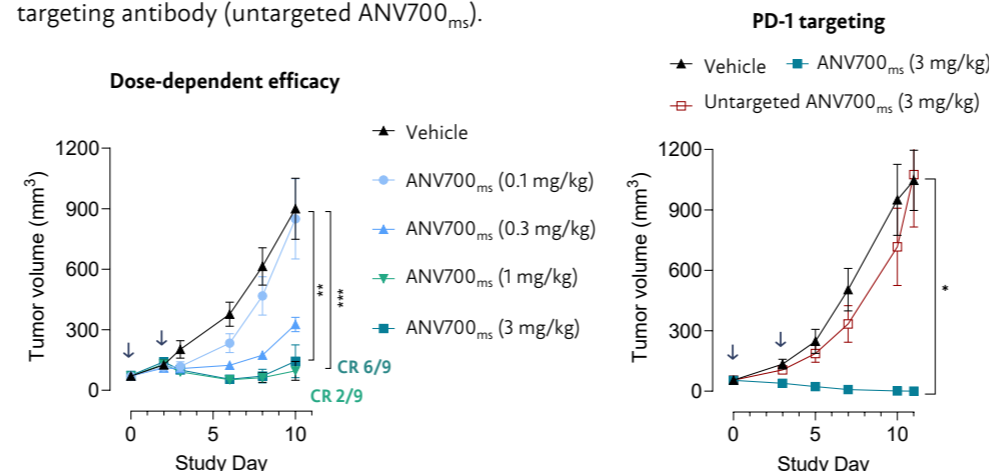 targeting antibody (untargeted ANV700ms).
Dose-dependent efficacy
Vehicle
ANV700ms (0.1 mg/kg)
ANV700ms (0.3 mg/kg)
ANV700ms (1 mg/kg)
ANV700ms (3 mg/kg)
Tumor volume (mm³)
1200
900
600
300
0
**
***
CR 6/9
CR 2/9
0 5 10
Study Day
PD-1 targeting
Vehicle ANV700ms (3 mg/kg)
Untargeted ANV700ms (3 mg/kg)
Tumor volume (mm³)
1200
900
600
300
0
*
0 5 10
Study Day